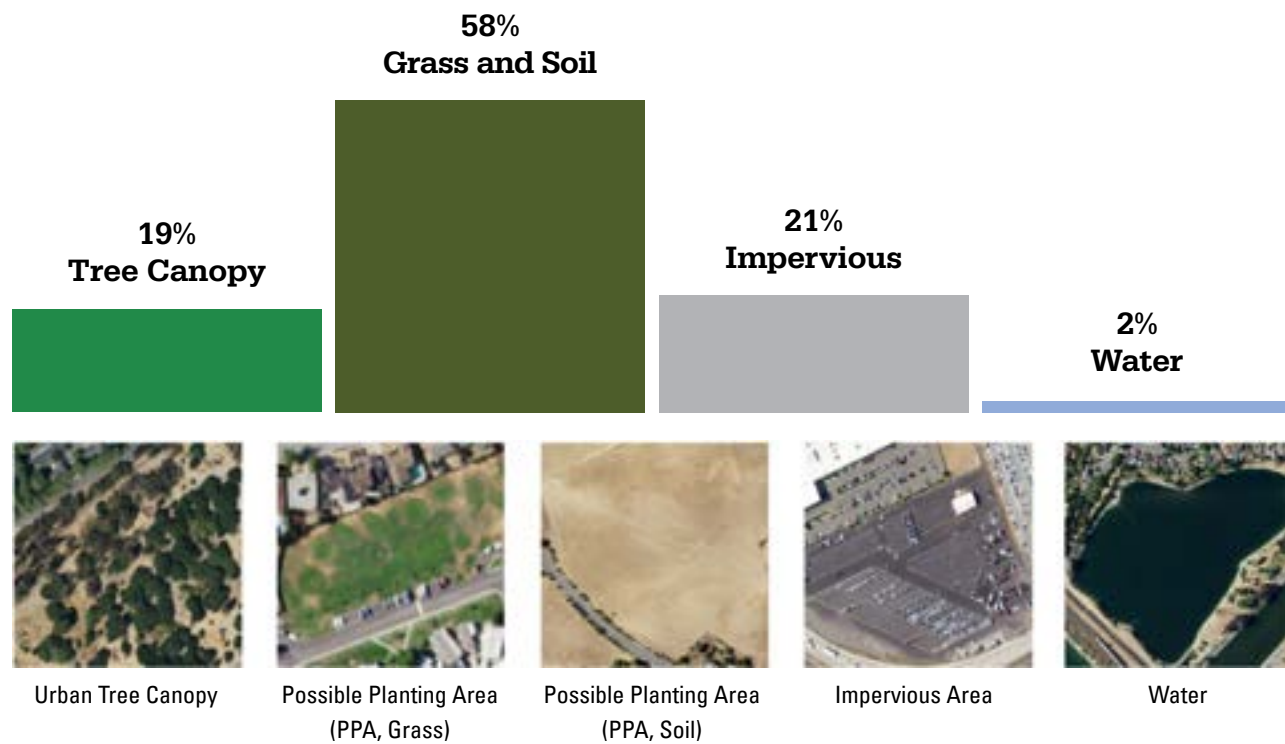 58%
Grass and Soil
19%
Tree Canopy
21%
Impervious
2%
Water
Urban Tree Canopy
Possible Planting Area
(PPA, Grass)
Possible Planting Area
(PPA, Soil)
Impervious Area
Water